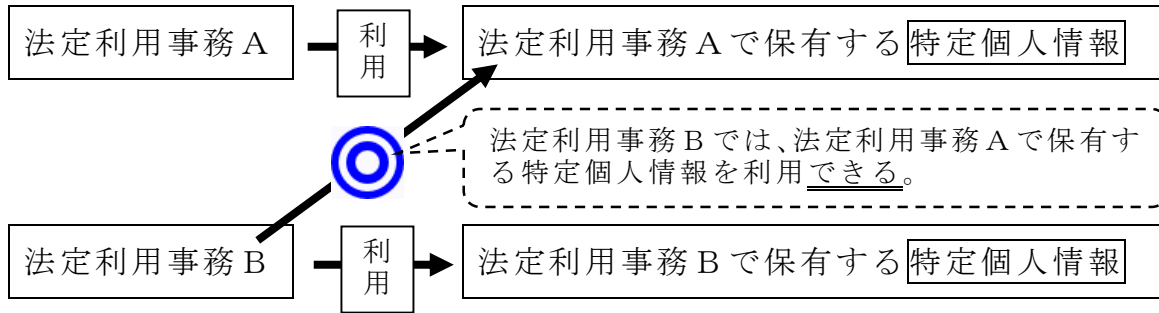 法定利用事務A
利用
法定利用事務Aで保有する特定個人情報
法定利用事務Bでは、法定利用事務Aで保有す
る特定個人情報を利用できる。
法定利用事務B
利用
法定利用事務Bで保有する特定個人情報